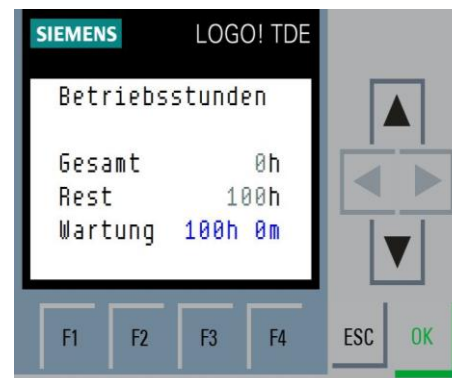 SIEMENS LOGO! TDE
Betriebsstunden
Gesamt 0h
Rest 100h
Wartung 100h 0m
F1 F2 F3 F4 ESC OK